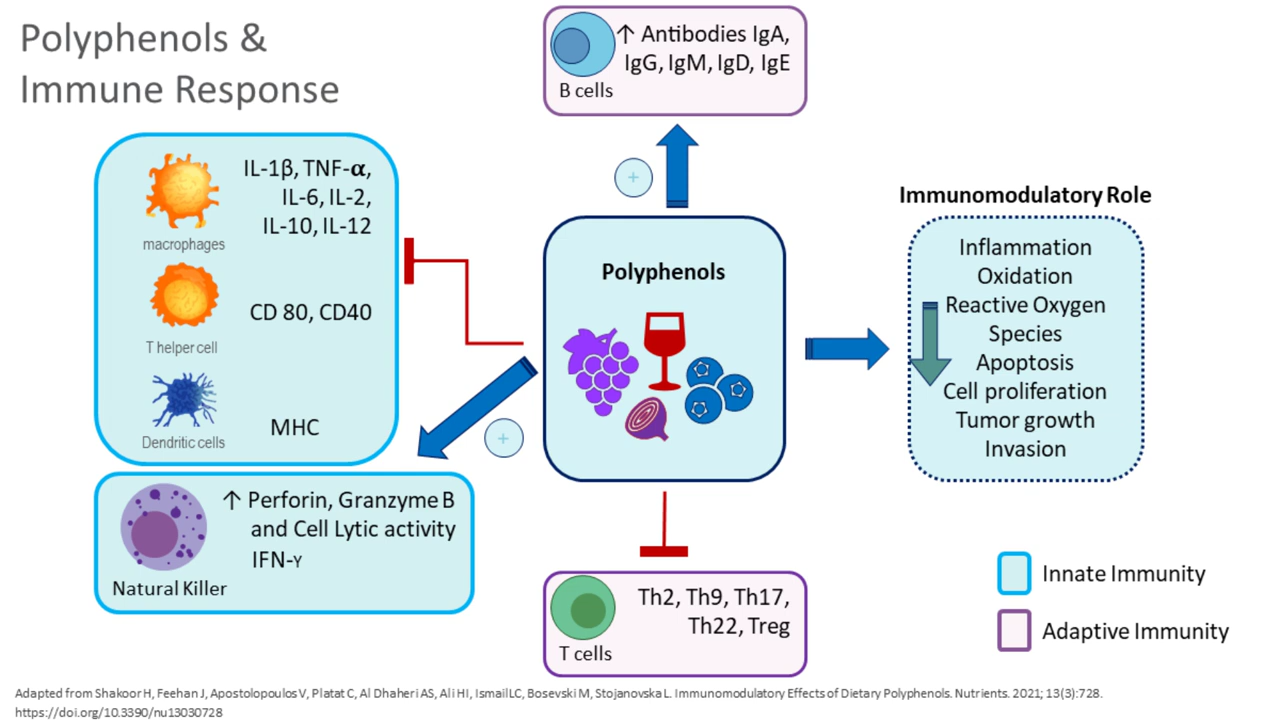 Polyphenols &
Immune Response
↑ Antibodies IgA,
IgG, IgM, IgD, IgE
B cells
+
IL-1β, TNF-α,
IL-6, IL-2,
IL-10, IL-12
macrophages
CD 80, CD40
T helper cell
MHC
Dendritic cells
Polyphenols
Immunomodulatory Role
Inflammation
Oxidation
Reactive Oxygen
Species
Apoptosis
Cell proliferation
Tumor growth
Invasion
+
↑ Perforin, Granzyme B
and Cell Lytic activity
IFN-γ
Natural Killer
Th2, Th9, Th17,
Th22, Treg
T cells
Innate Immunity
Adaptive Immunity
Adapted from Shakoor H, Feehan J, Apostolopoulos V, Platat C, Al Dhaheri AS, Ali HI, Ismail LC, Bosevski M, Stojanovska L. Immunomodulatory Effects of Dietary Polyphenols. Nutrients. 2021; 13(3):728.
https://doi.org/10.3390/nu13030728